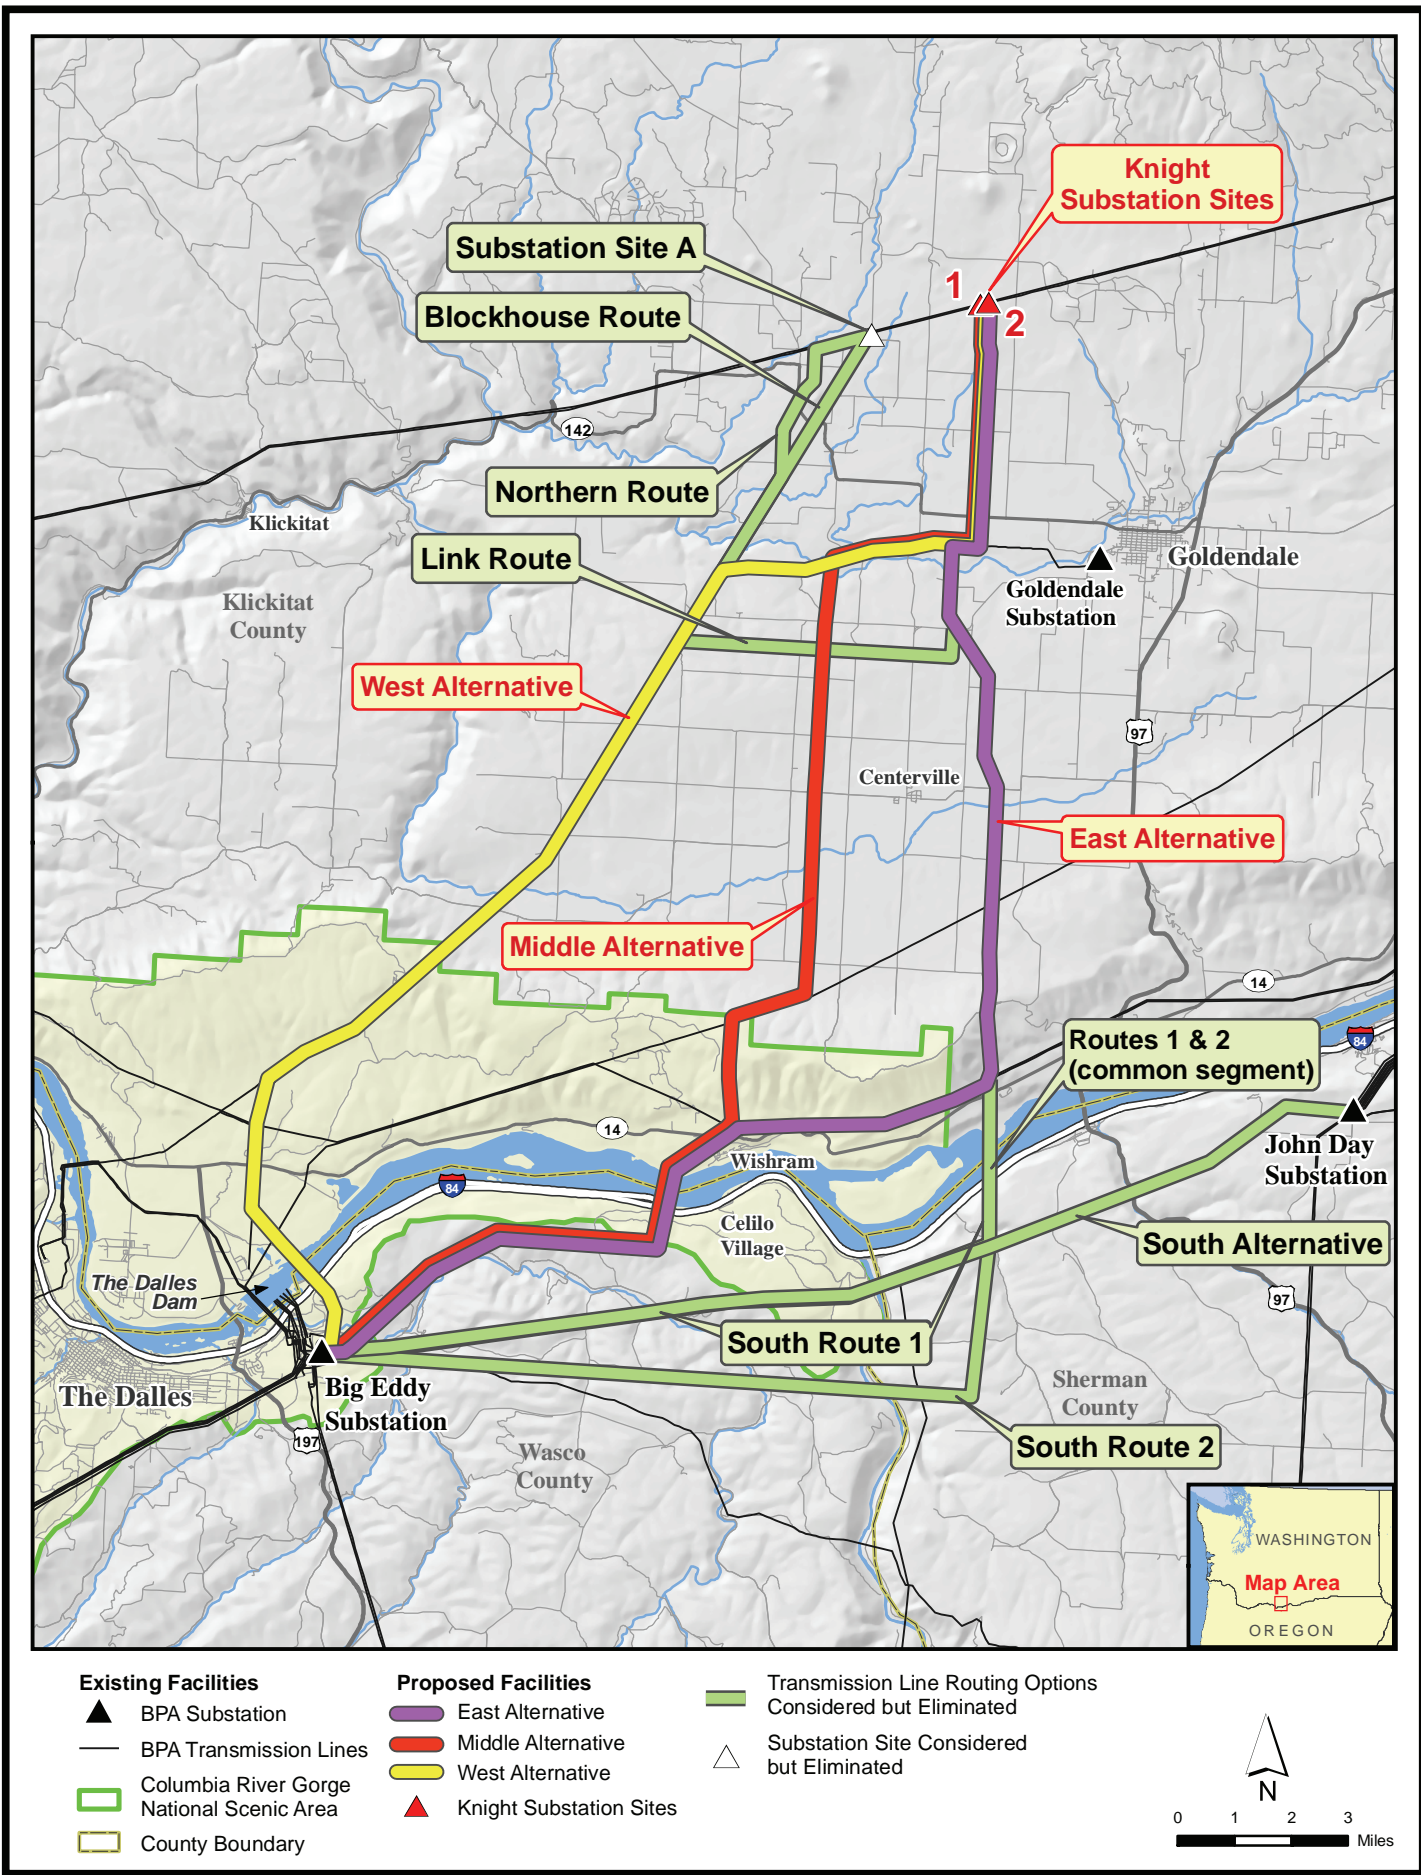 Knight
Substation Sites
Substation Site A
1
Blockhouse Route
2
142
Northern Route
Klickitat
Link Route
Goldendale
Goldendale
Substation
Klickitat
County
West Alternative
97
Centerville
East Alternative
Middle Alternative
14
Routes 1 & 2
(common segment)
84
14
John Day
Substation
Wishram
84
Celilo
Village
South Alternative
The Dalles
Dam
97
South Route 1
The Dalles
Big Eddy
Substation
Sherman
County
197
South Route 2
Wasco
County
WASHINGTON
Map Area
OREGON
Existing Facilities
BPA Substation
BPA Transmission Lines
Columbia River Gorge
National Scenic Area
County Boundary
Proposed Facilities
East Alternative
Middle Alternative
West Alternative
Knight Substation Sites
Transmission Line Routing Options
Considered but Eliminated
Substation Site Considered
but Eliminated
N
0 1 2 3
Miles